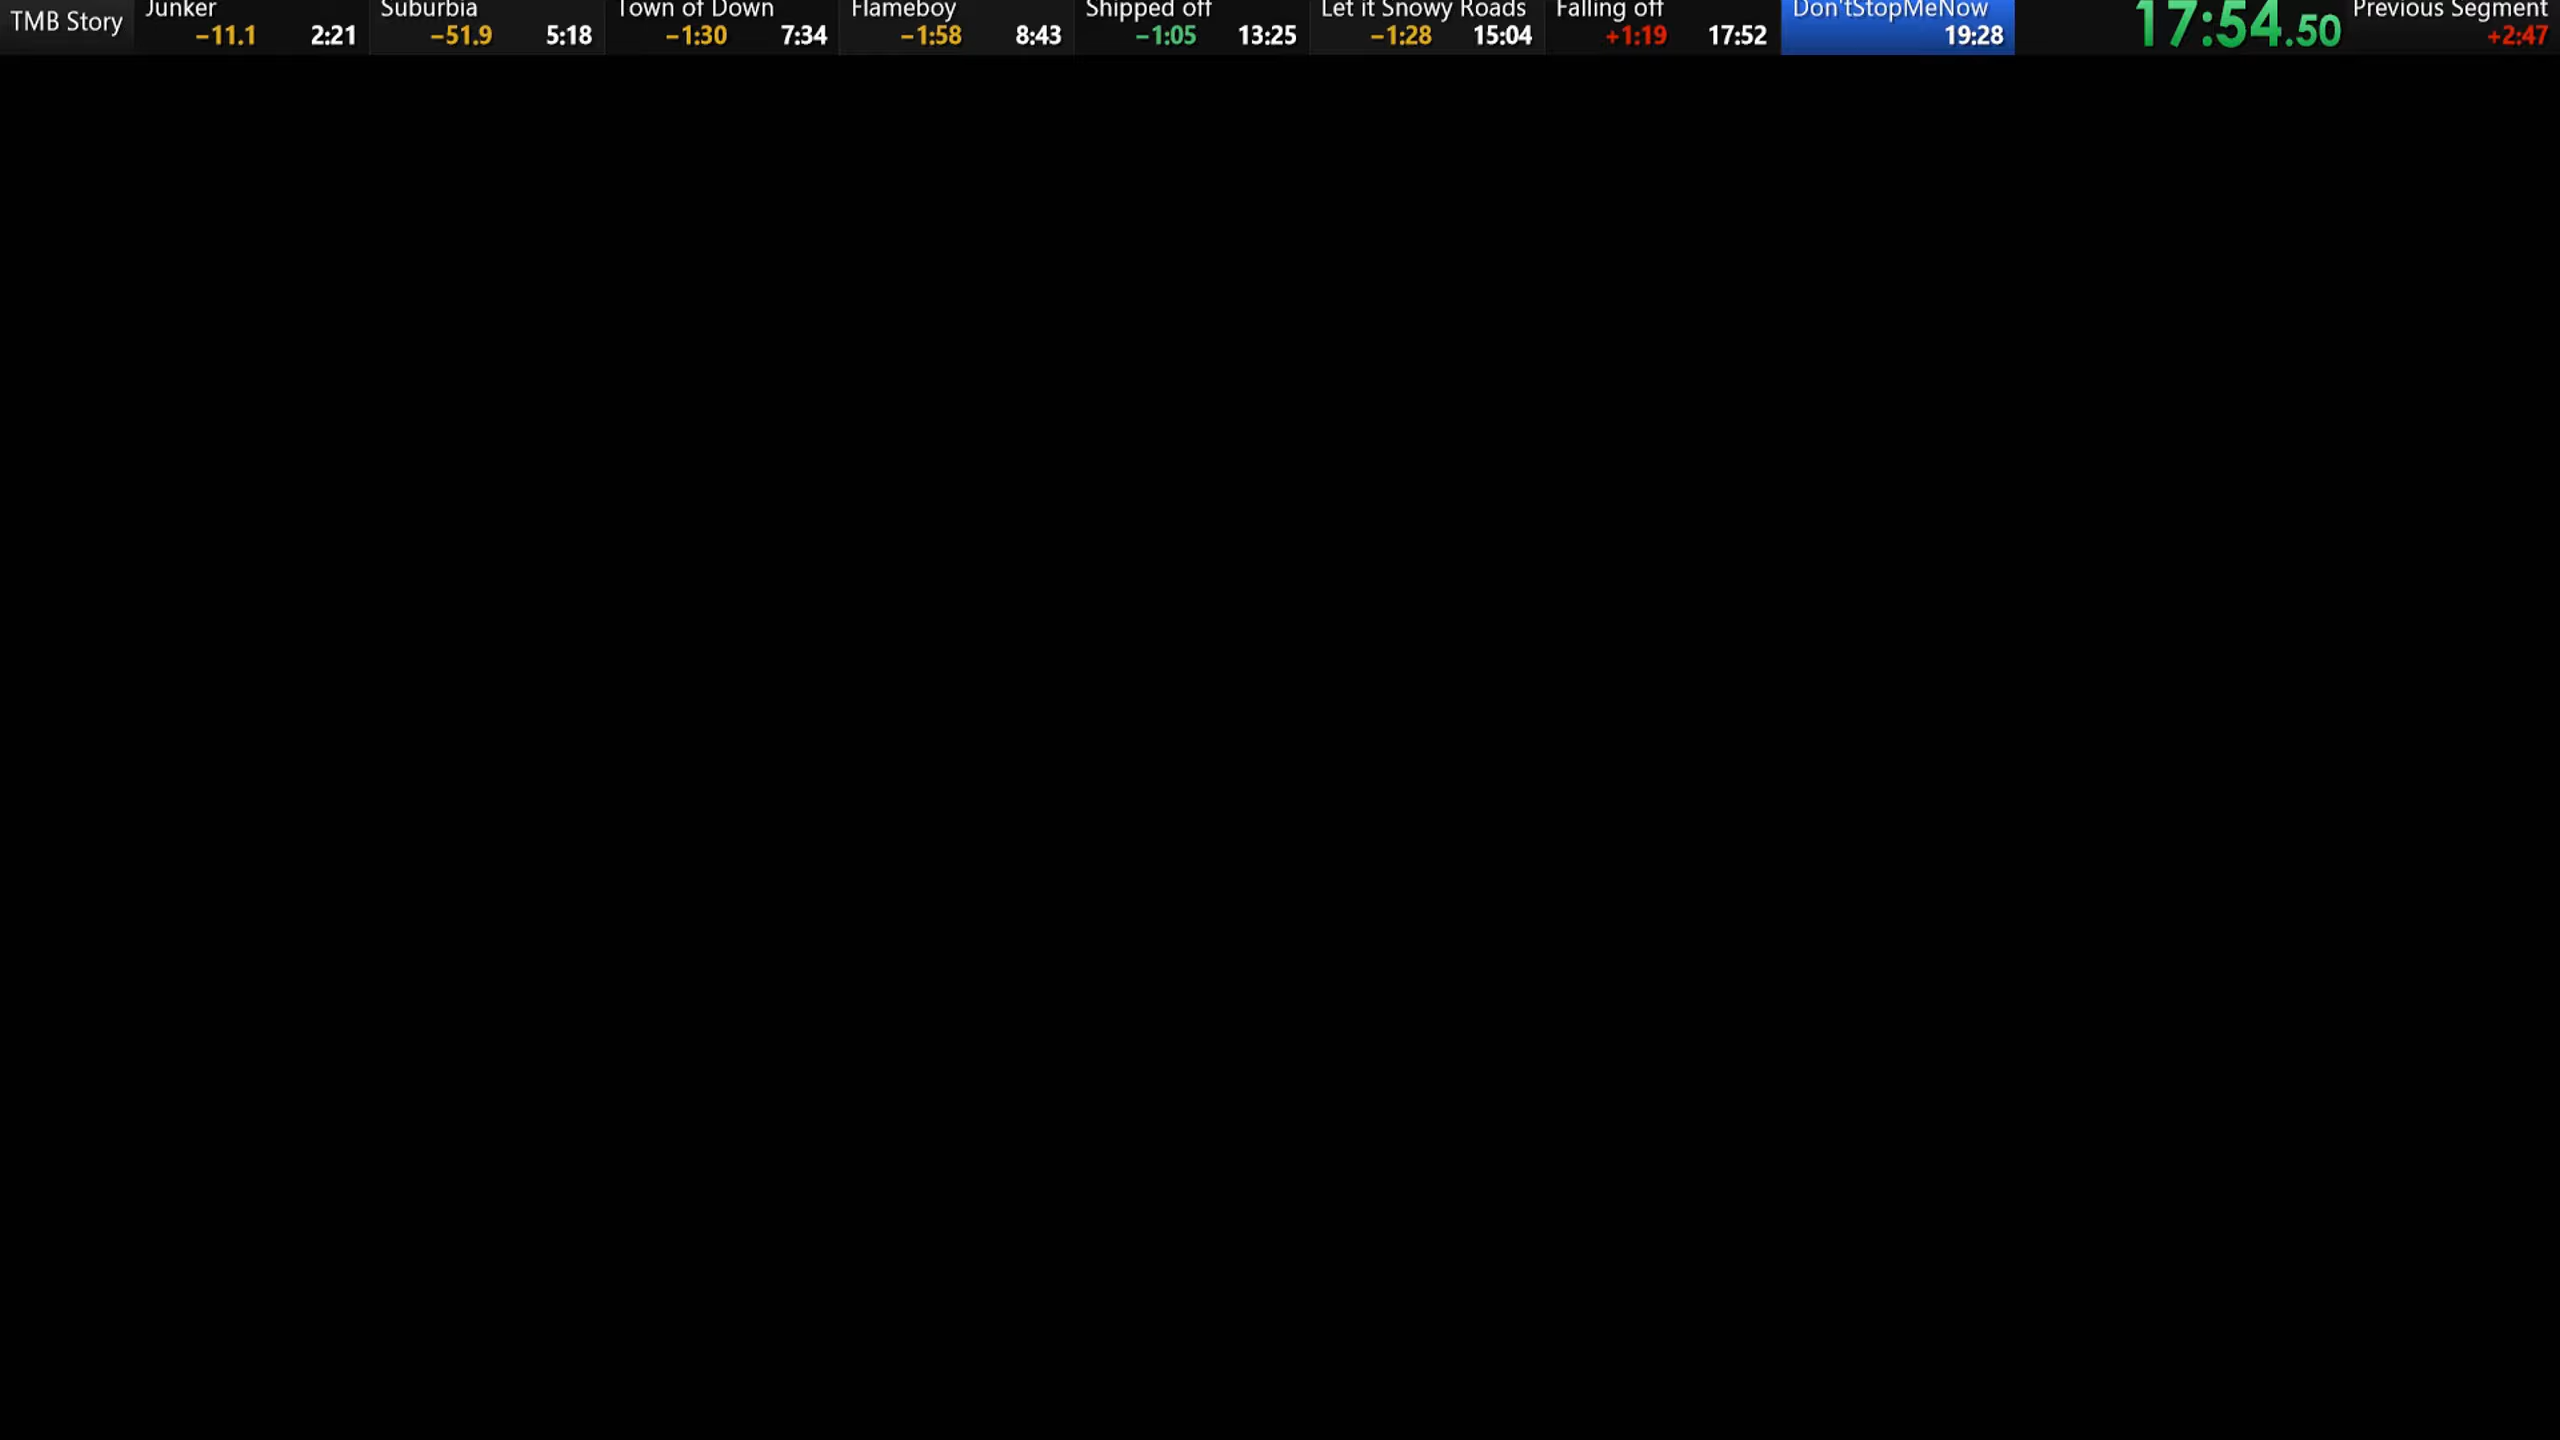 TMB Story
Junker
−11.1 2:21
Suburbia
−51.9 5:18
Town of Down
−1:30 7:34
Flameboy
−1:58 8:43
Shipped off
−1:05 13:25
Let it Snowy Roads
−1:28 15:04
Falling off
+1:19 17:52
Don'tStopMeNow
19:28
17:54.50
Previous Segment
+2:47